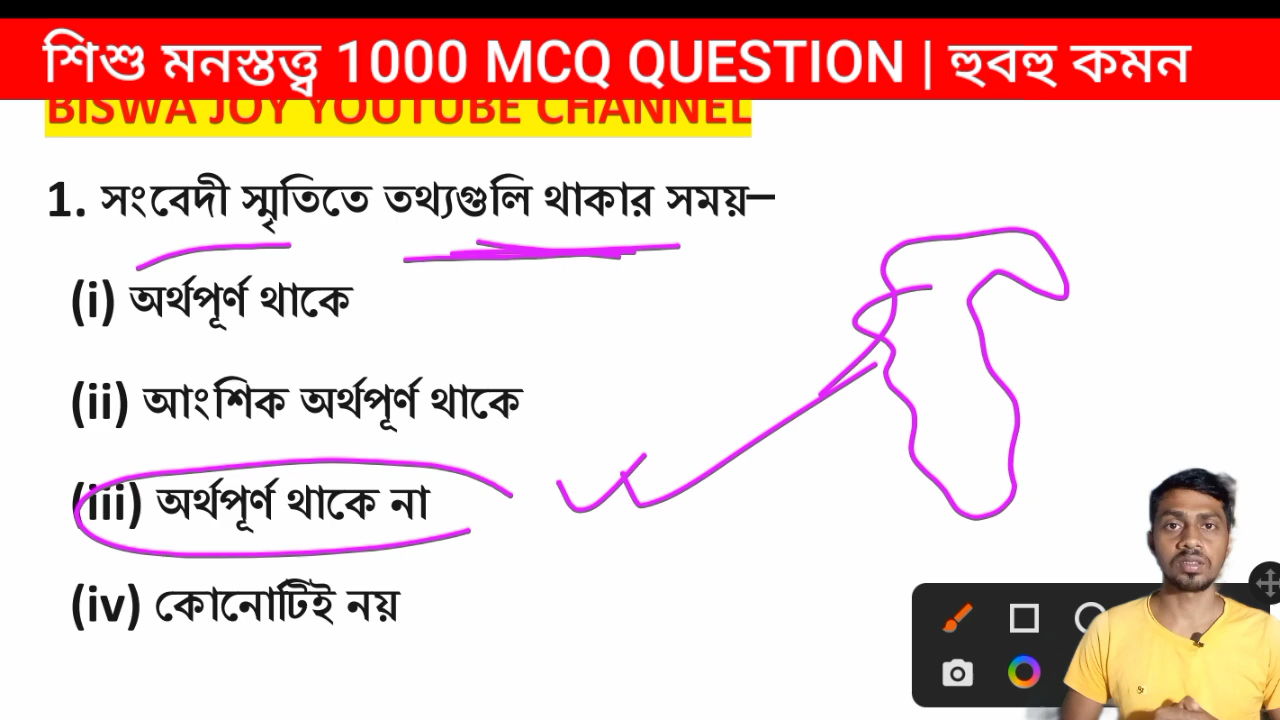 শিশু মনস্তত্ত্ব 1000 MCQ QUESTION | হুবহু কমন
BISWA JOY YOUTUBE CHANNEL
1. সংবেদী স্মৃতিতে তথ্যগুলি থাকার সময়–
(i) অর্থপূর্ণ থাকে
(ii) আংশিক অর্থপূর্ণ থাকে
(iii) অর্থপূর্ণ থাকে না
(iv) কোনোটিই নয়